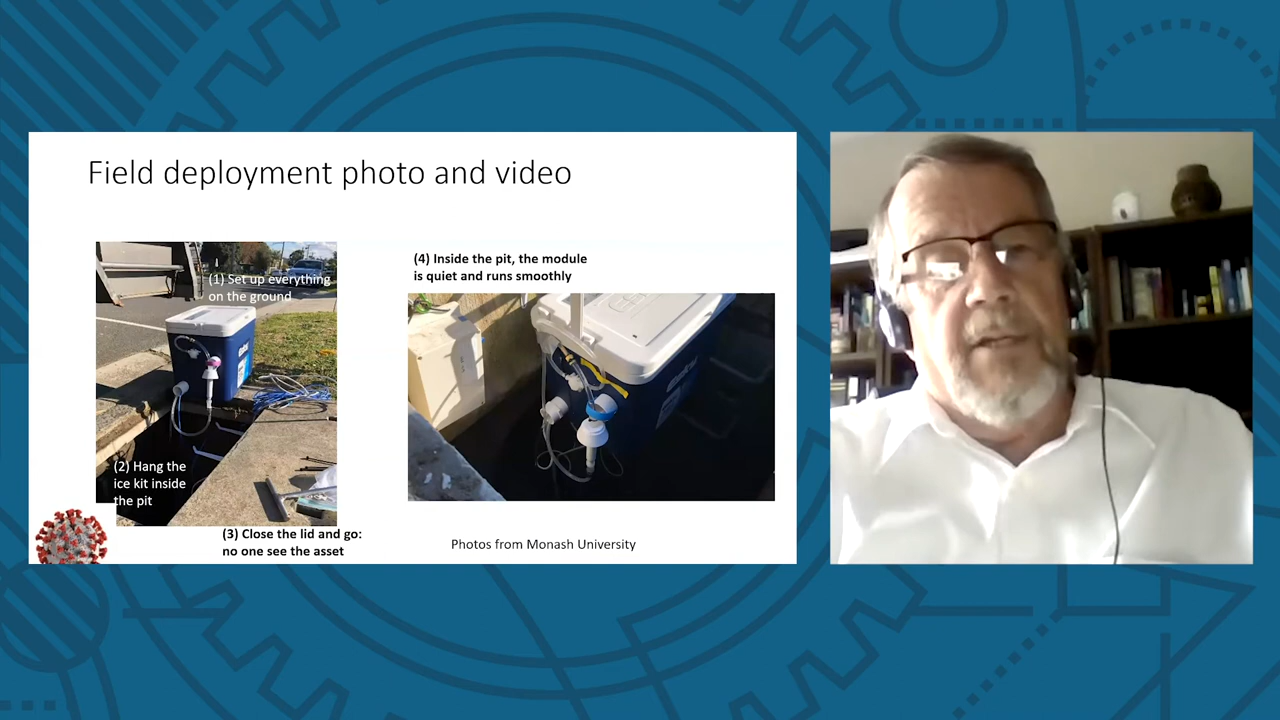 Field deployment photo and video
(1) Set up everything
on the ground
(2) Hang the
ice kit inside
the pit
(3) Close the lid and go:
no one see the asset
(4) Inside the pit, the module
is quiet and runs smoothly
Photos from Monash University